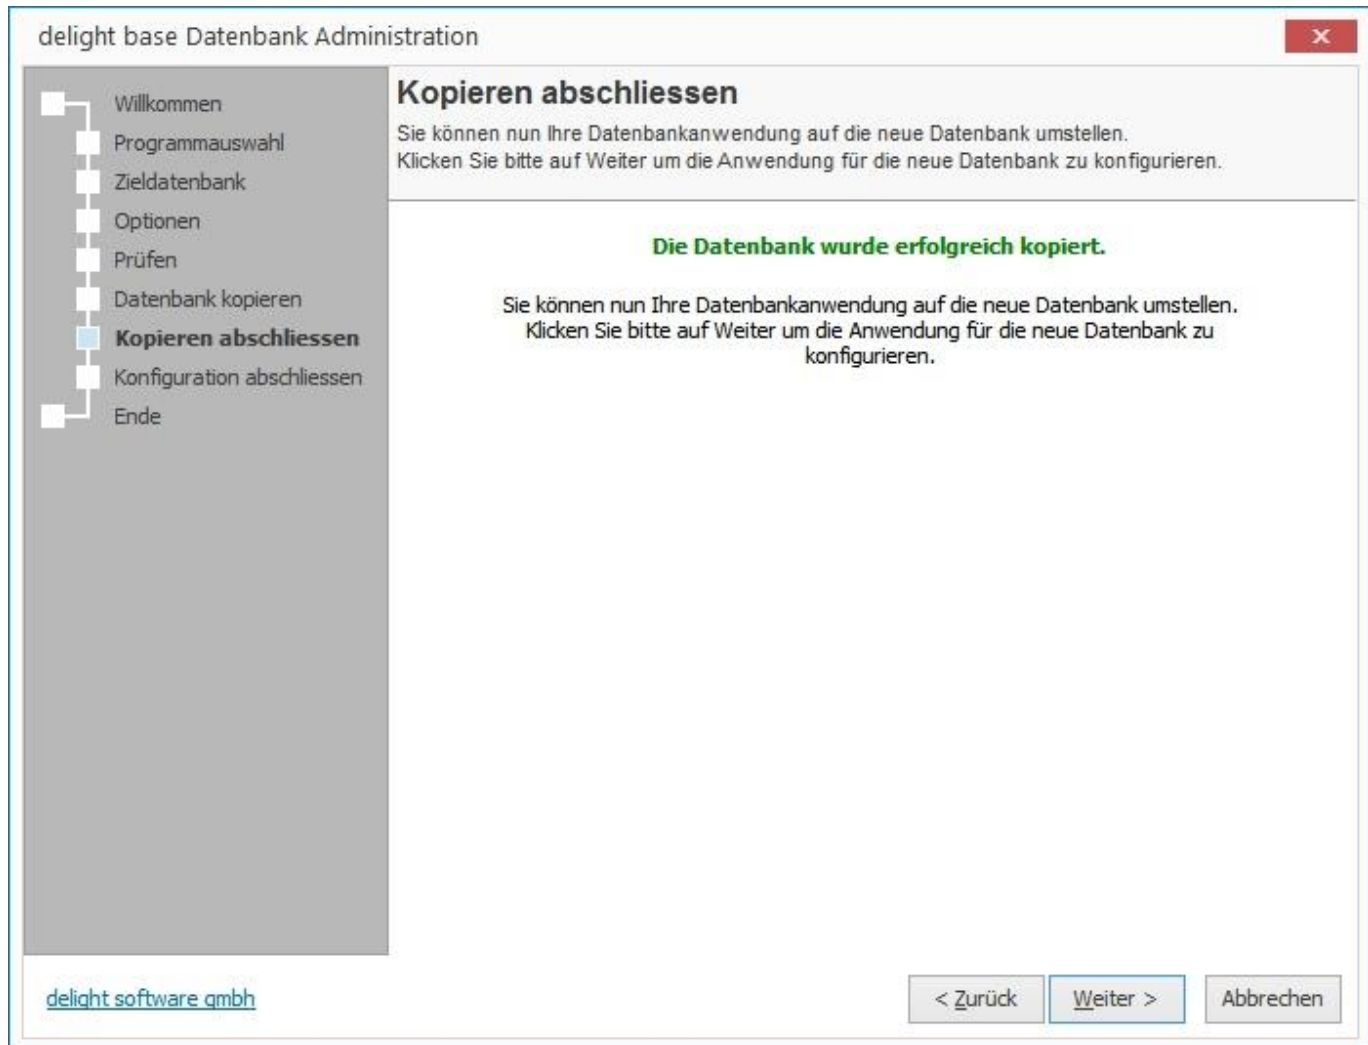 delight base Datenbank Administration
x
Willkommen
Programmauswahl
Zieldatenbank
Optionen
Prüfen
Datenbank kopieren
Kopieren abschliessen
Konfiguration abschliessen
Ende
Kopieren abschliessen
Sie können nun Ihre Datenbankanwendung auf die neue Datenbank umstellen.
Klicken Sie bitte auf Weiter um die Anwendung für die neue Datenbank zu konfigurieren.
Die Datenbank wurde erfolgreich kopiert.
Sie können nun Ihre Datenbankanwendung auf die neue Datenbank umstellen.
Klicken Sie bitte auf Weiter um die Anwendung für die neue Datenbank zu
konfigurieren.
delight software gmbh
< Zurück
Weiter >
Abbrechen